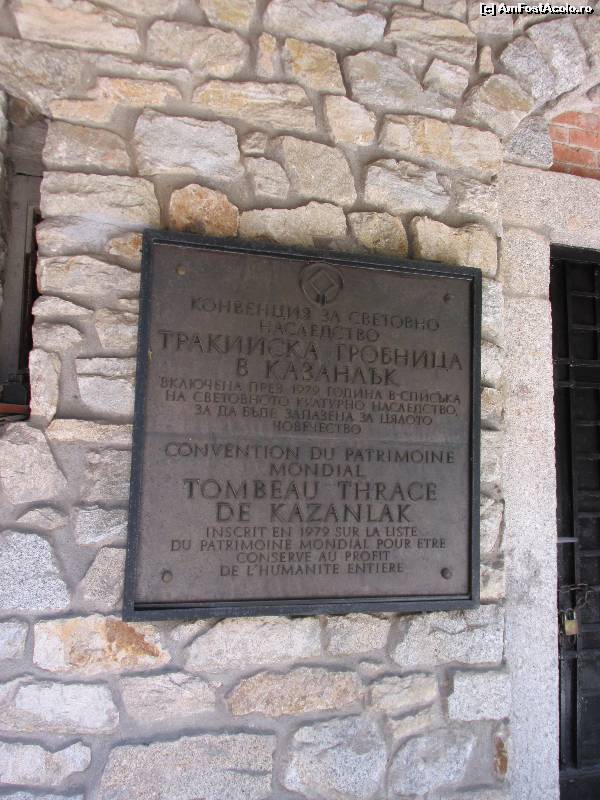 (c) AmFostAcolo.ro
КОНВЕНЦИЯ ЗА СВЕТОВНО
НАСЛЕДСТВО
ТРАКИЙСКА ГРОБНИЦА
В КАЗАНЛЪК
ВКЛЮЧЕНА ПРЕЗ 1979 ГОДИНА В СПИСЪКА
НА СВЕТОВНОТО КУЛТУРНО НАСЛЕДСТВО,
ЗА ДА БЪДЕ ЗАПАЗЕНА ЗА ЦЯЛОТО
ЧОВЕЧЕСТВО
CONVENTION DU PATRIMOINE
MONDIAL
TOMBEAU THRACE
DE KAZANLAK
INSCRIT EN 1979 SUR LA LISTE
DU PATRIMOINE MONDIAL POUR ETRE
CONSERVE AU PROFIT
DE L'HUMANITE ENTIERE